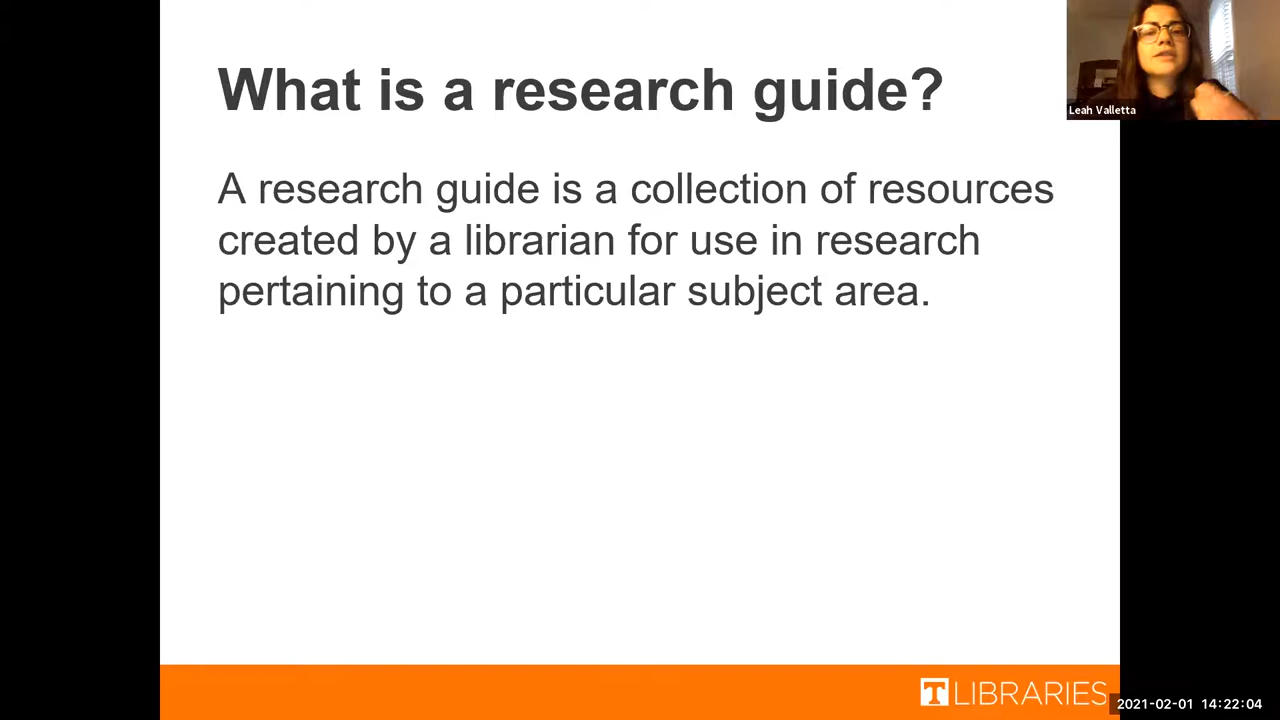 What is a research guide?
Leah Valletta
A research guide is a collection of resources
created by a librarian for use in research
pertaining to a particular subject area.
T LIBRARIES
2021-02-01 14:22:04